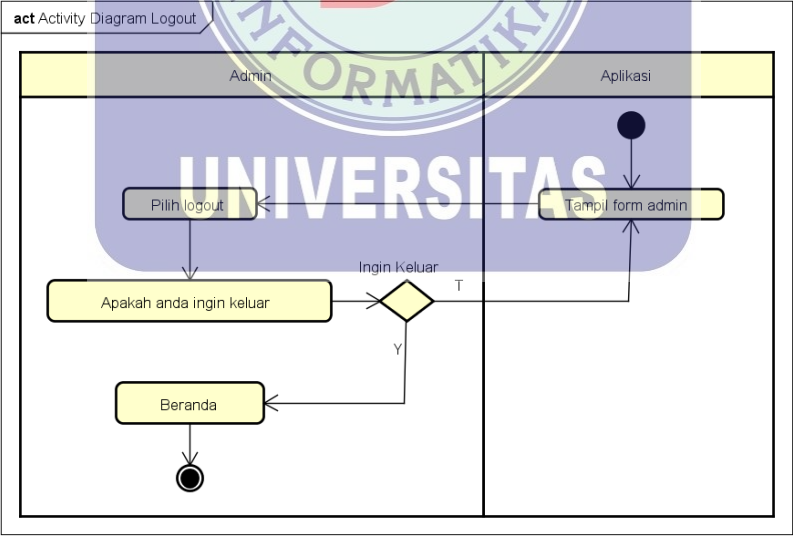 act Activity Diagram Logout
INFORMATIKA
UNIVERSITAS
Admin
Aplikasi
Pilih logout
Tampil form admin
Ingin Keluar
Apakah anda ingin keluar
T
Y
Beranda